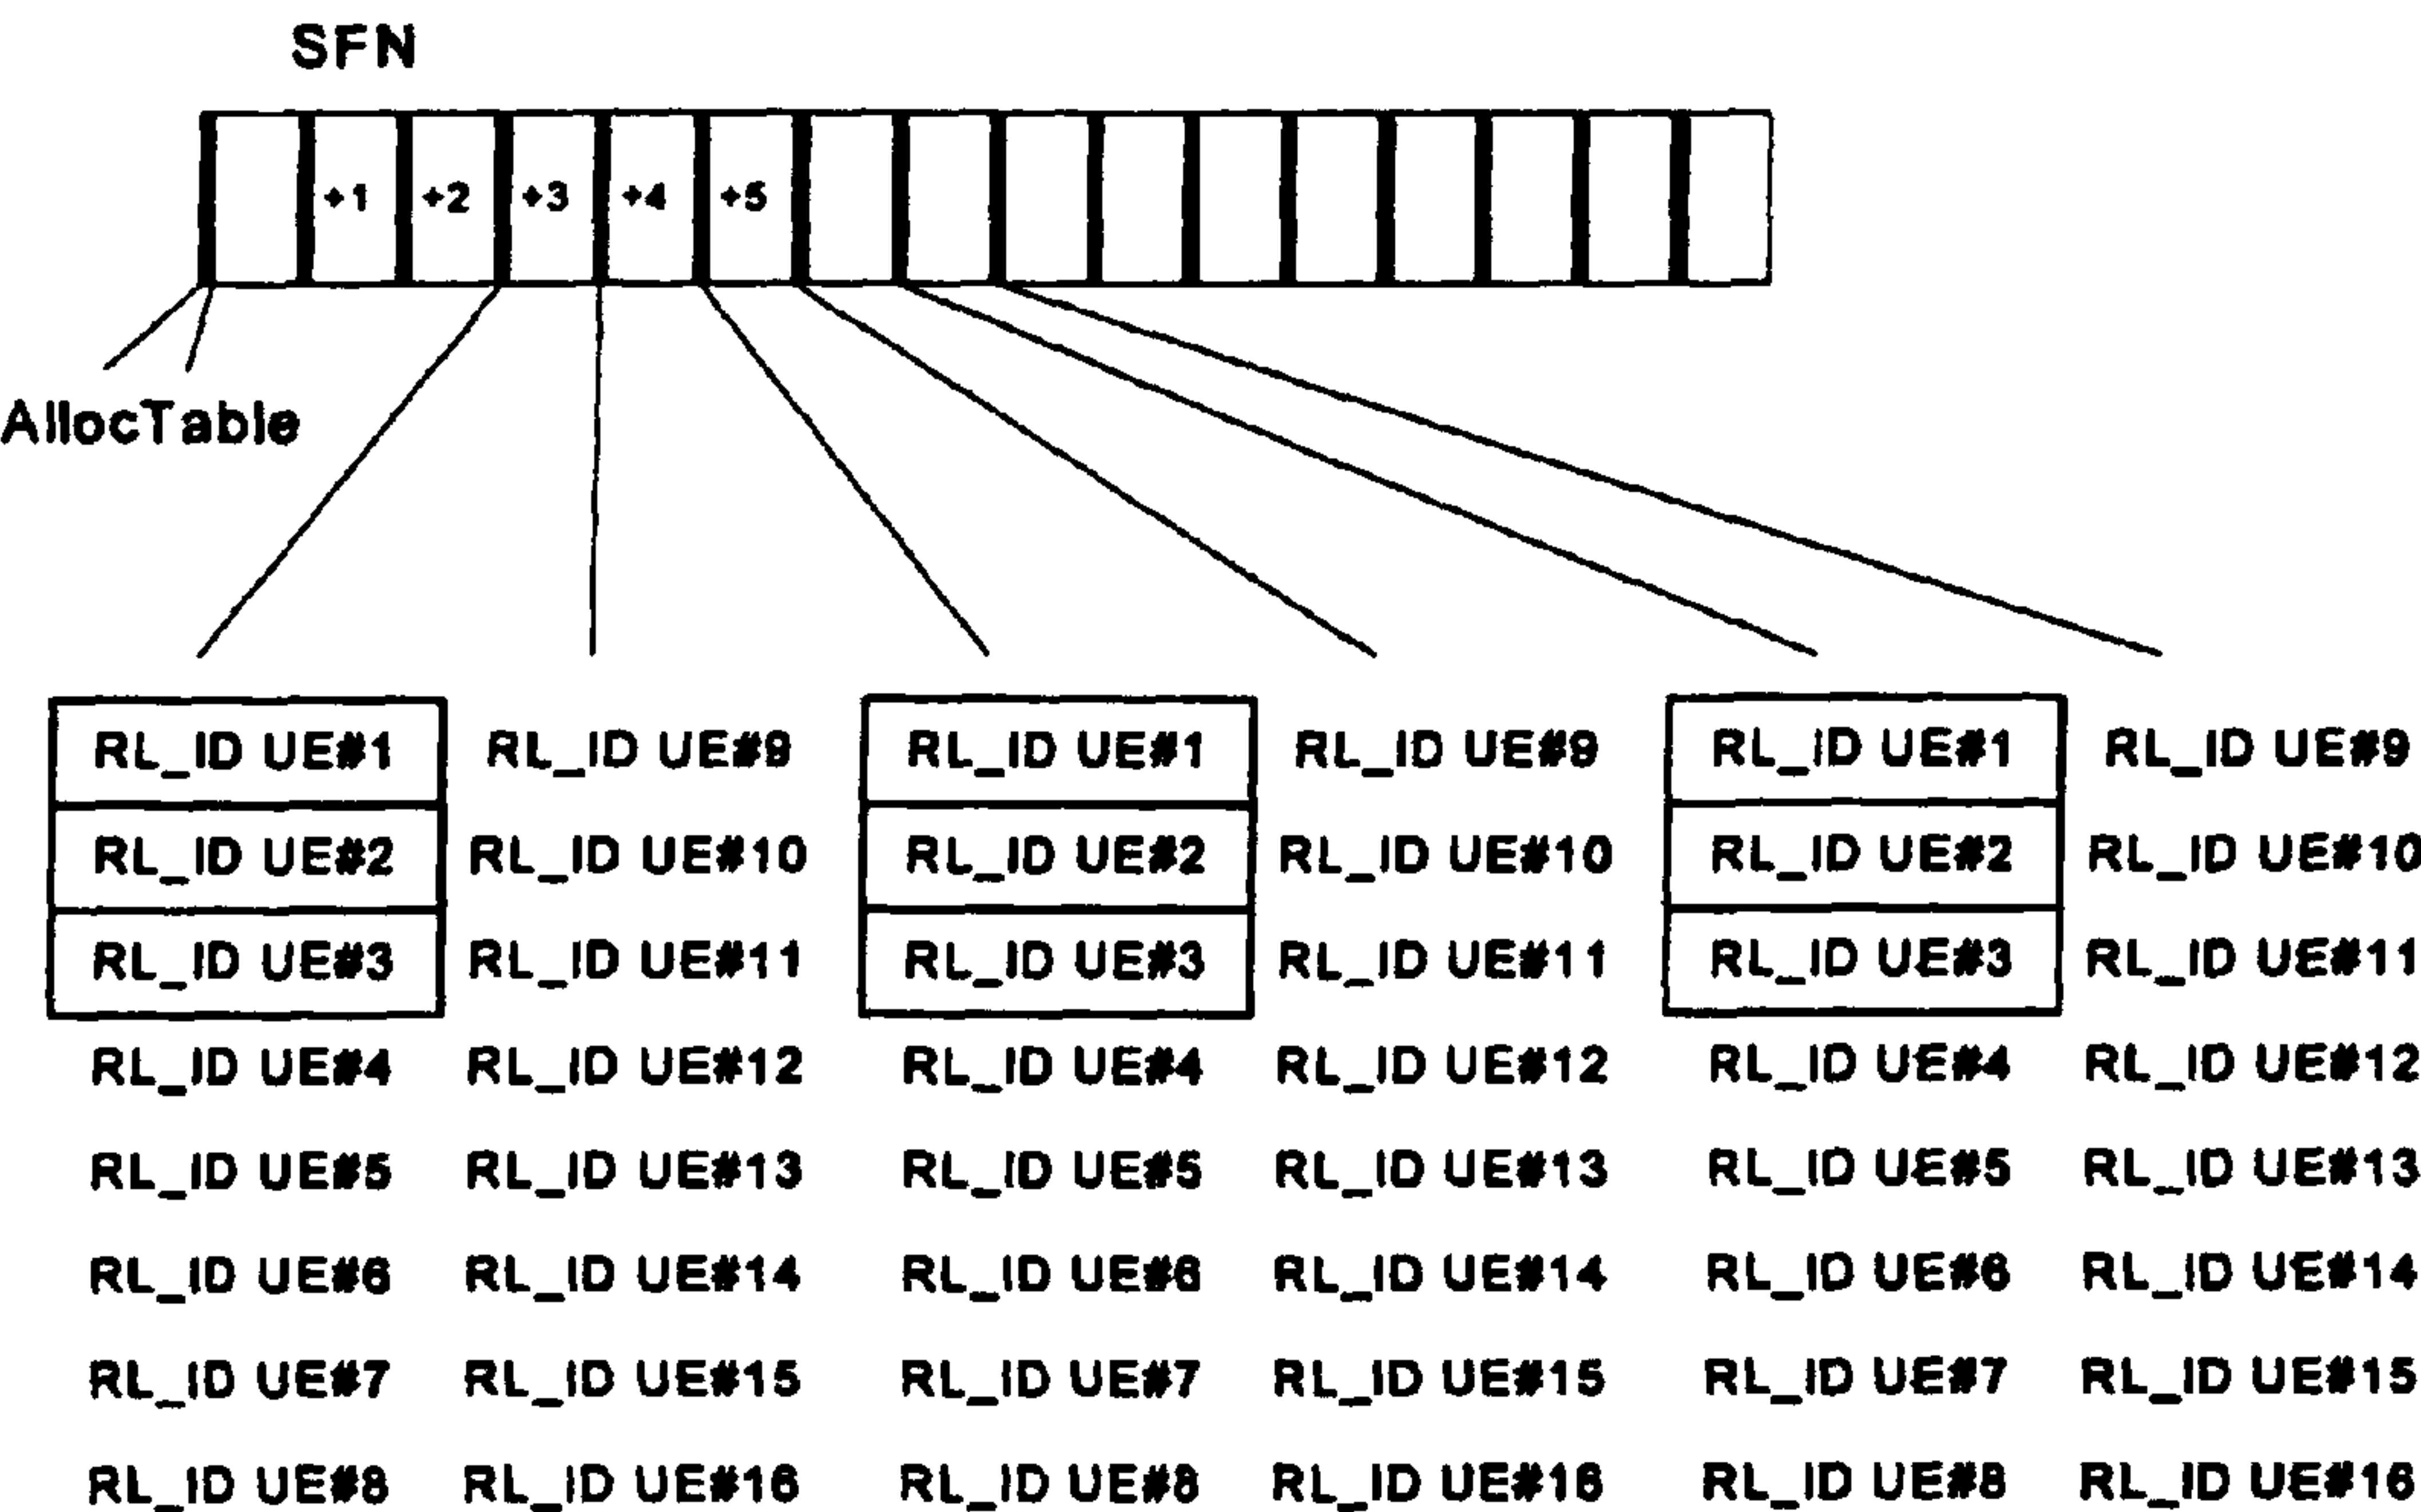 SFN
+1 +2 +3 +4 +5
AllocTable
RL_ID UE#1 RL_ID UE#9 RL_ID UE#1 RL_ID UE#9 RL_ID UE#1 RL_ID UE#9
RL_ID UE#2 RL_ID UE#10 RL_ID UE#2 RL_ID UE#10 RL_ID UE#2 RL_ID UE#10
RL_ID UE#3 RL_ID UE#11 RL_ID UE#3 RL_ID UE#11 RL_ID UE#3 RL_ID UE#11
RL_ID UE#4 RL_ID UE#12 RL_ID UE#4 RL_ID UE#12 RL_ID UE#4 RL_ID UE#12
RL_ID UE#5 RL_ID UE#13 RL_ID UE#5 RL_ID UE#13 RL_ID UE#5 RL_ID UE#13
RL_ID UE#6 RL_ID UE#14 RL_ID UE#6 RL_ID UE#14 RL_ID UE#6 RL_ID UE#14
RL_ID UE#7 RL_ID UE#15 RL_ID UE#7 RL_ID UE#15 RL_ID UE#7 RL_ID UE#15
RL_ID UE#8 RL_ID UE#16 RL_ID UE#8 RL_ID UE#16 RL_ID UE#8 RL_ID UE#16